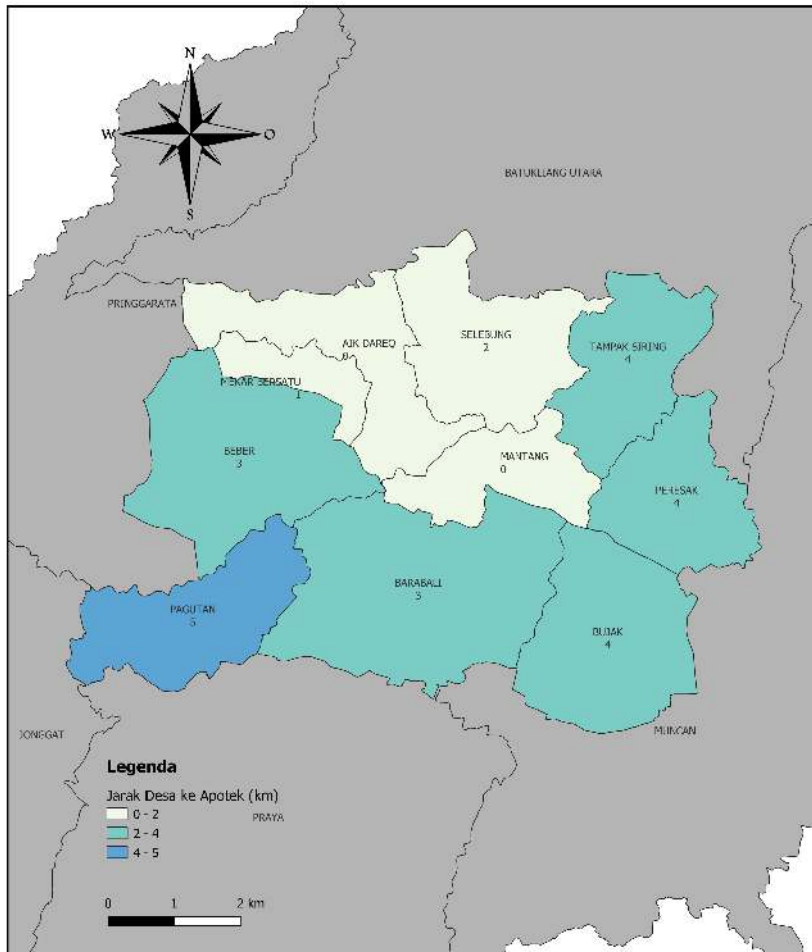 N
W
O
S
BATUKLIANG UTARA
PRINGGARATA
SELEBUNG
2
AIK DAREQ
TAMPAK SIRING
4
MEKAR BERSATU
1
BEBER
3
MANTANG
0
PERESAK
4
BARABALI
3
PAGUTAN
5
BUJAK
4
JONGGAT
MUNCAN
Legenda
Jarak Desa ke Apotek (km)
0 - 2
PRAYA
2 - 4
4 - 5
0 1 2 km